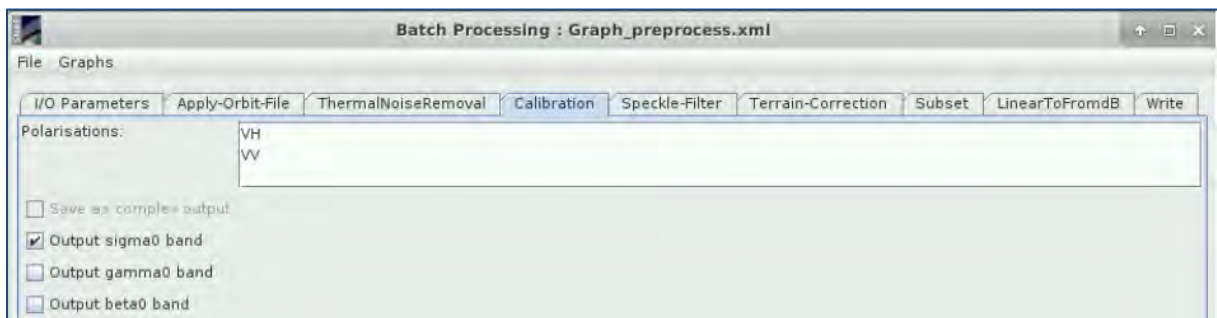 Batch Processing : Graph_preprocess.xml
File Graphs
I/O Parameters Apply-Orbit-File ThermalNoiseRemoval Calibration Speckle-Filter Terrain-Correction Subset LinearToFromdB Write
Polarisations: VH
VV
Save as complex output
Output sigma0 band
Output gamma0 band
Output beta0 band